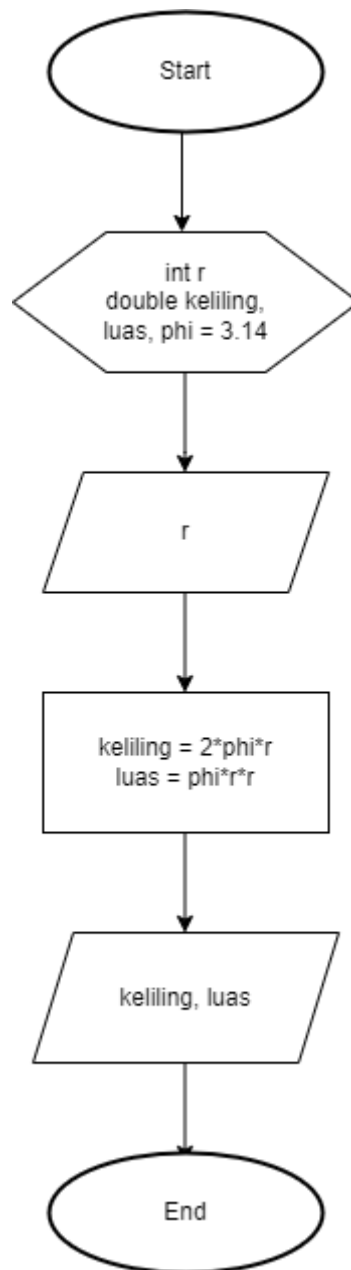 Start
int r
double keliling,
luas, phi = 3.14
r
keliling = 2*phi*r
luas = phi*r*r
keliling, luas
End